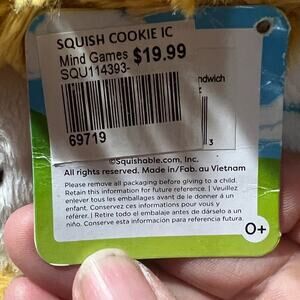 SQUISH COOKIE IC
Mind Games $19.99
SQU114393-
ndwich
69719
3
©Squishable.com, Inc.
All rights reserved. Made in/Fab. au Vietnam
Please remove all packaging before giving to a child.
Retain this information for future reference. | Veuillez
enlever tous les emballages avant de le donner à un
enfant. Conservez ces informations pour vous y
référer. | Retire todo el embalaje antes de dárselo a un
niño. Conserve esta información para referencia futura.
0+